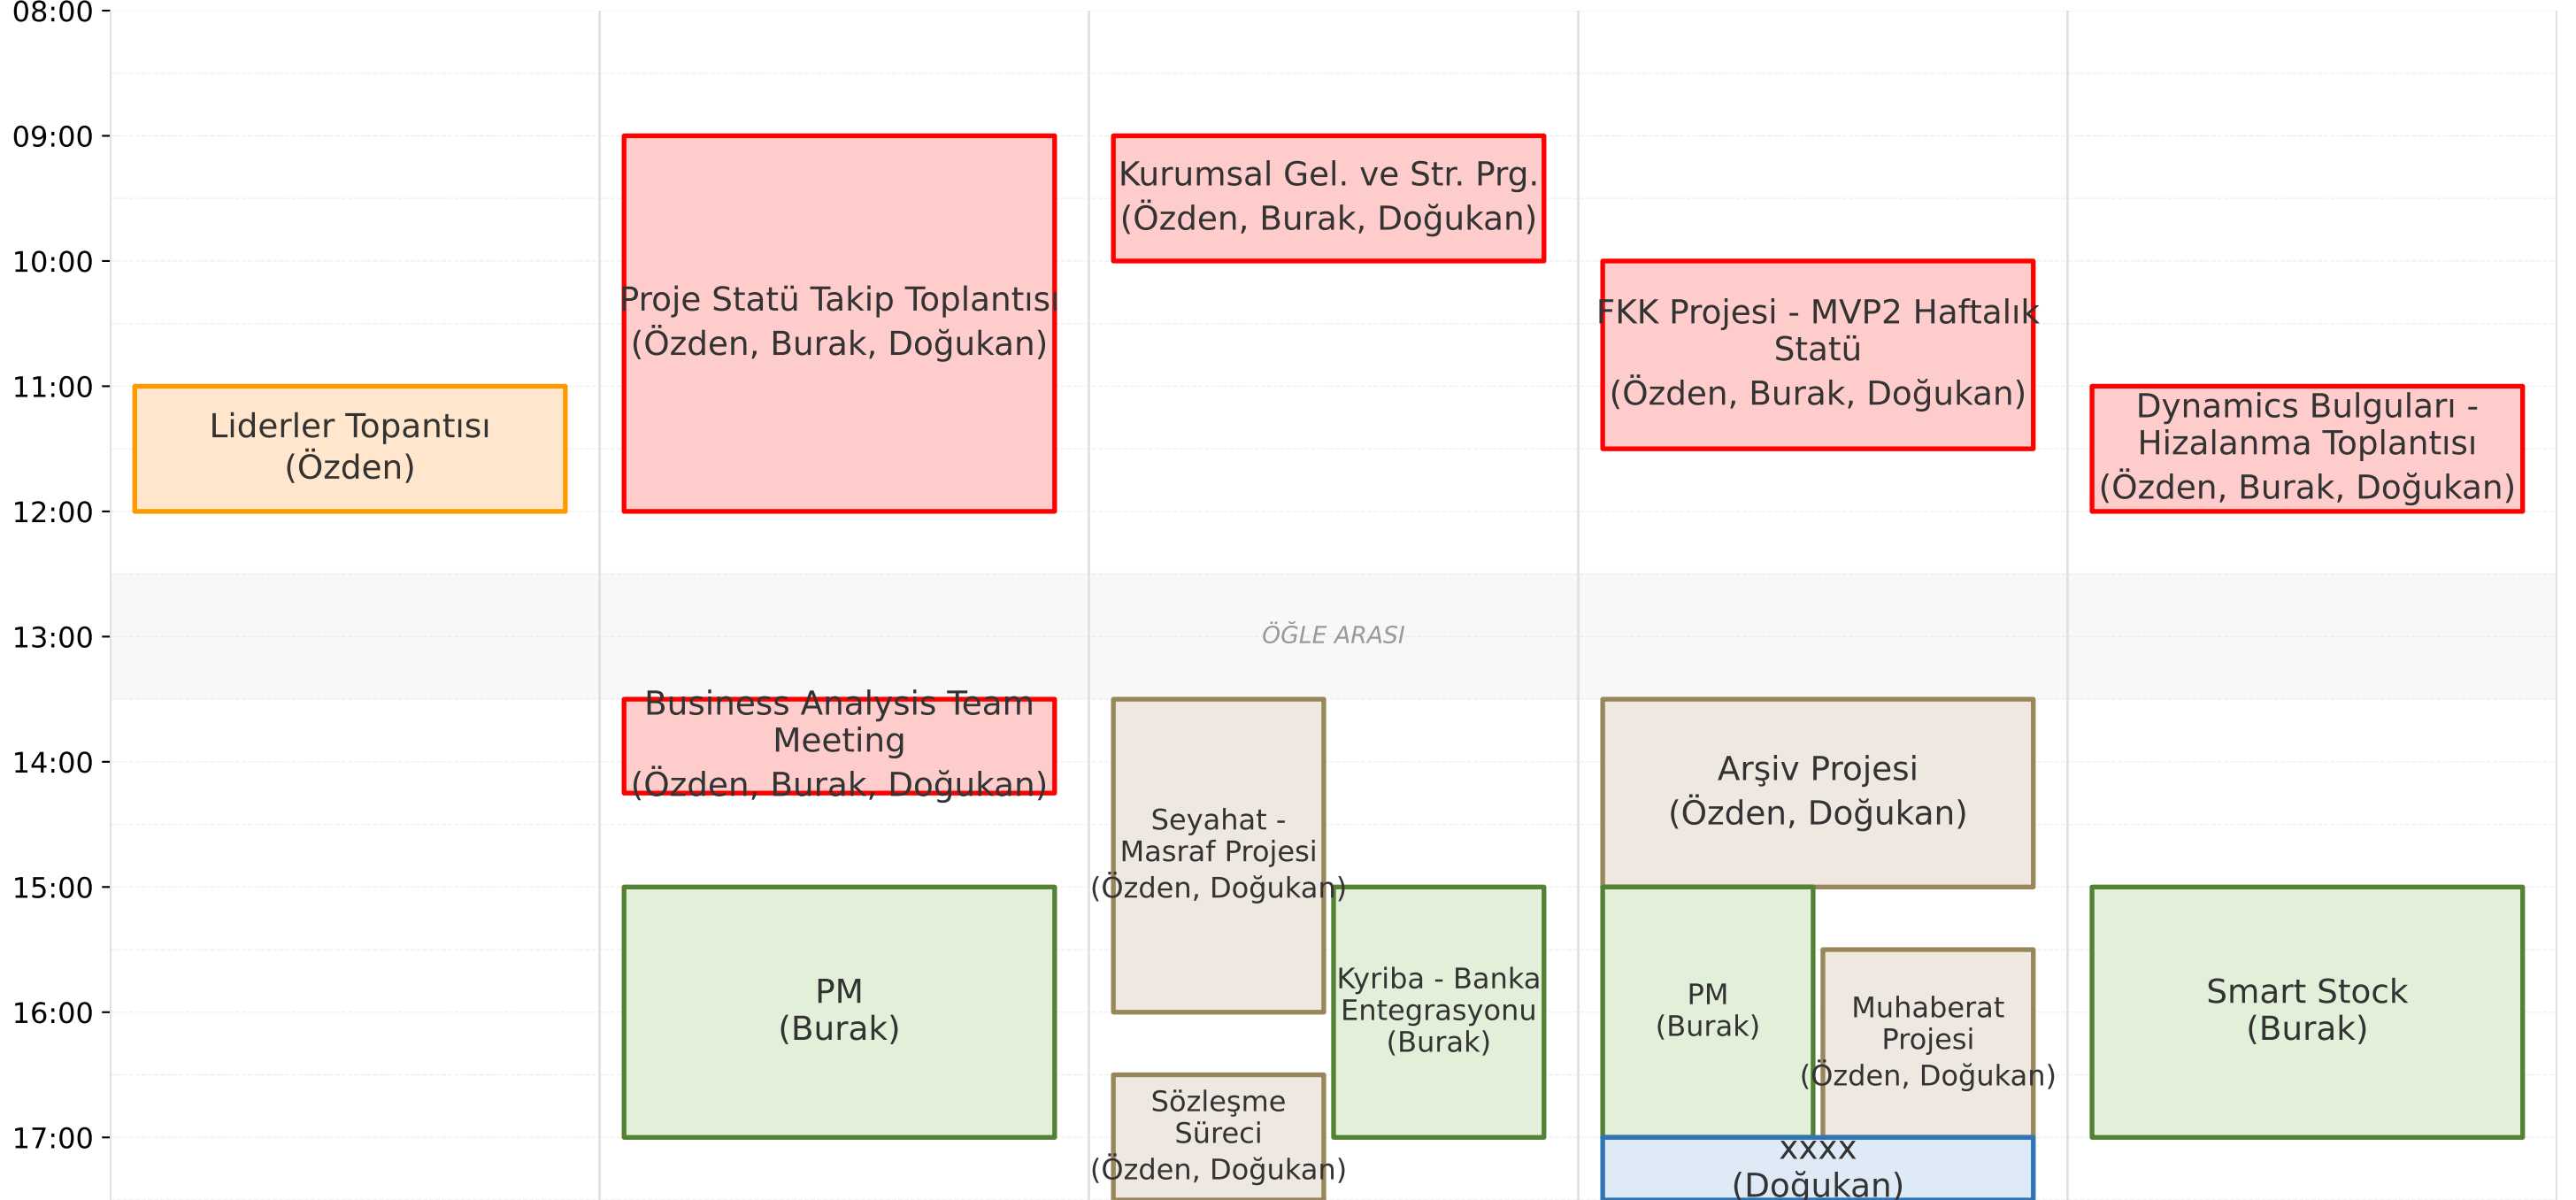 08:00
09:00
10:00
11:00
12:00
13:00
14:00
15:00
16:00
17:00
Liderler Topantısı
(Özden)
Proje Statü Takip Toplantısı
(Özden, Burak, Doğukan)
Business Analysis Team
Meeting
(Özden, Burak, Doğukan)
PM
(Burak)
Kurumsal Gel. ve Str. Prg.
(Özden, Burak, Doğukan)
ÖĞLE ARASI
Seyahat -
Masraf Projesi
(Özden, Doğukan)
Kyriba - Banka
Entegrasyonu
(Burak)
Sözleşme
Süreci
(Özden, Doğukan)
FKK Projesi - MVP2 Haftalık
Statü
(Özden, Burak, Doğukan)
Arşiv Projesi
(Özden, Doğukan)
PM
(Burak)
Muhaberat
Projesi
(Özden, Doğukan)
xxxx
(Doğukan)
Dynamics Bulguları -
Hizalanma Toplantısı
(Özden, Burak, Doğukan)
Smart Stock
(Burak)